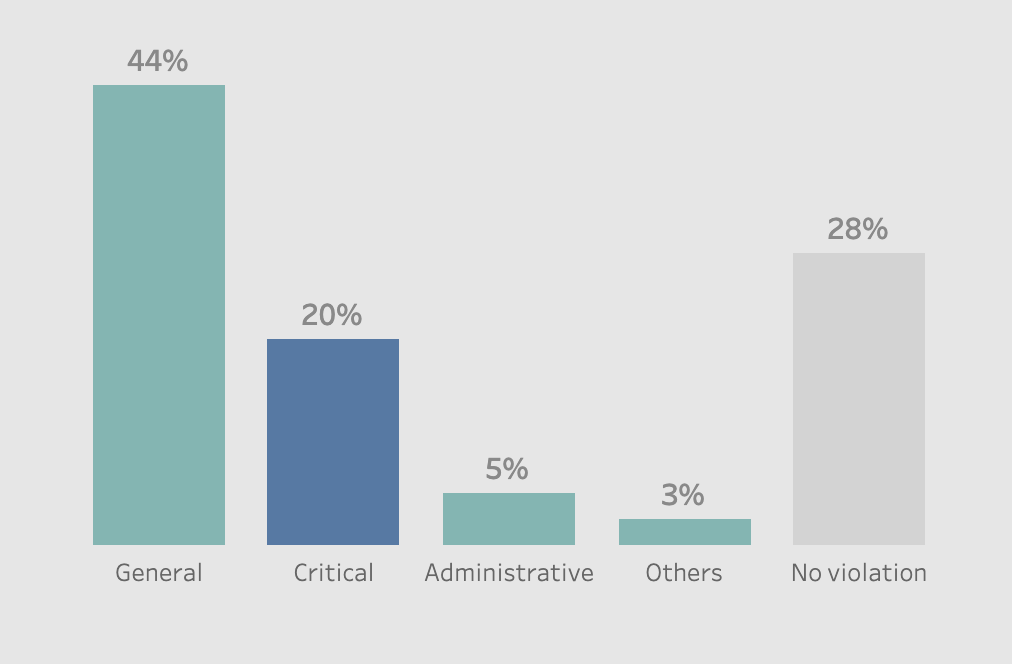 44%
28%
20%
5%
3%
General
Critical
Administrative
Others
No violation